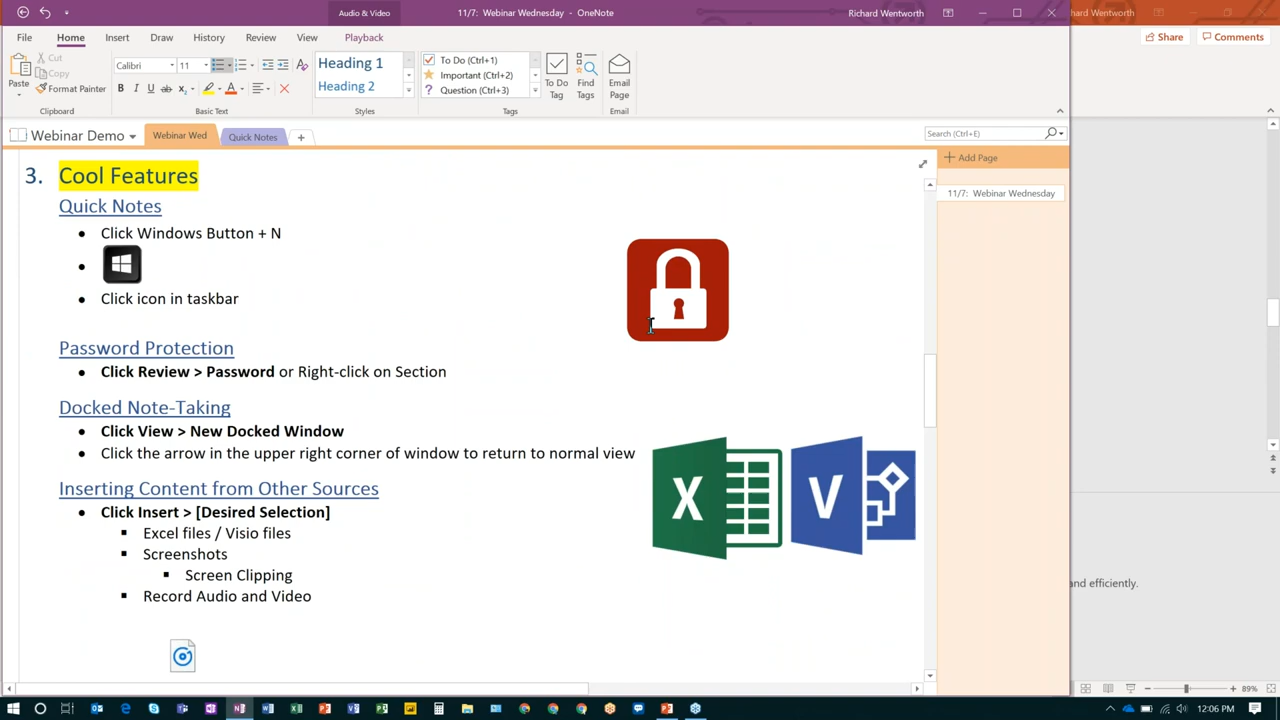 Audio & Video
11/7: Webinar Wednesday - OneNote
Richard Wentworth
Richard Wentworth
File
Home
Insert
Draw
History
Review
View
Playback
Share
Comments
Paste
Cut
Copy
Format Painter
Clipboard
Calibri
11
Basic Text
Heading 1
Heading 2
Styles
To Do (Ctrl+1)
Important (Ctrl+2)
Question (Ctrl+3)
To Do Tag
Find Tags
Tags
Email Page
Email
Webinar Demo
Webinar Wed
Quick Notes
Search (Ctrl+E)
Add Page
11/7: Webinar Wednesday
3. Cool Features
Quick Notes
Click Windows Button + N
Click icon in taskbar
Password Protection
Click Review > Password or Right-click on Section
Docked Note-Taking
Click View > New Docked Window
Click the arrow in the upper right corner of window to return to normal view
Inserting Content from Other Sources
Click Insert > [Desired Selection]
Excel files / Visio files
Screenshots
Screen Clipping
Record Audio and Video
X
V
and efficiently.
89%
12:06 PM